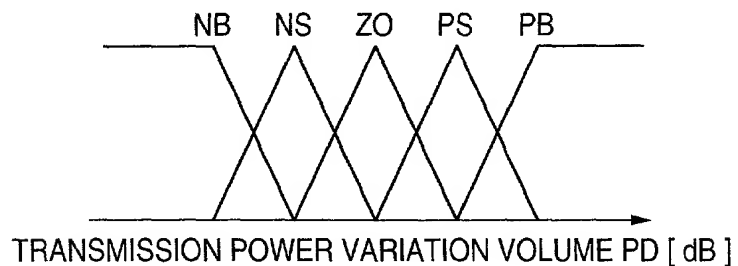 NB NS ZO PS PB
TRANSMISSION POWER VARIATION VOLUME PD [ dB ]